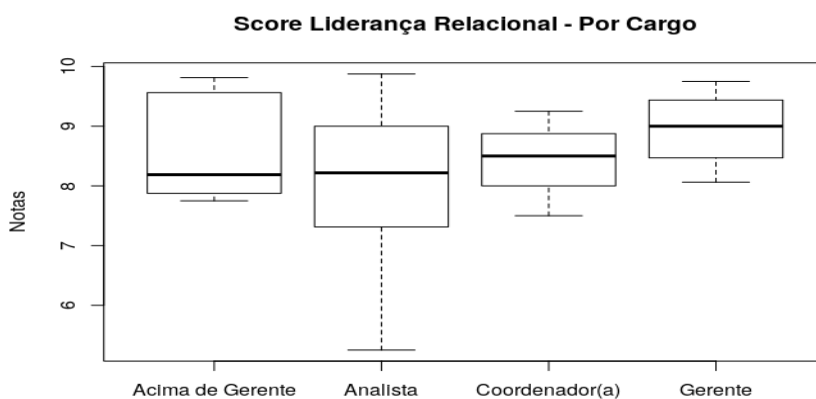 Score Liderança Relacional - Por Cargo
Notas
10
9
8
7
6
Acima de Gerente
Analista
Coordenador(a)
Gerente